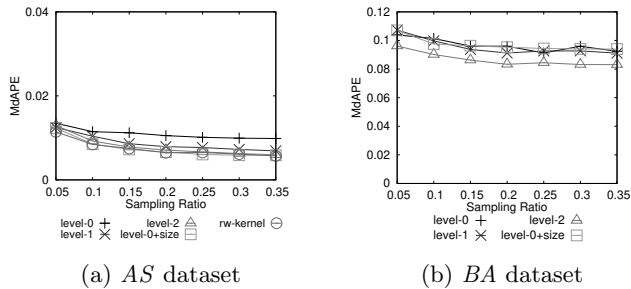 0.04
0.02
0
MdAPE
0.05 0.1 0.15 0.2 0.25 0.3 0.35
Sampling Ratio
level-0 level-2 rw-kernel
level-1 level-0+size
(a) AS dataset
0.12
0.1
0.08
0.06
0.04
0.02
0
MdAPE
0.05 0.1 0.15 0.2 0.25 0.3 0.35
Sampling Ratio
level-0 level-2
level-1 level-0+size
(b) BA dataset